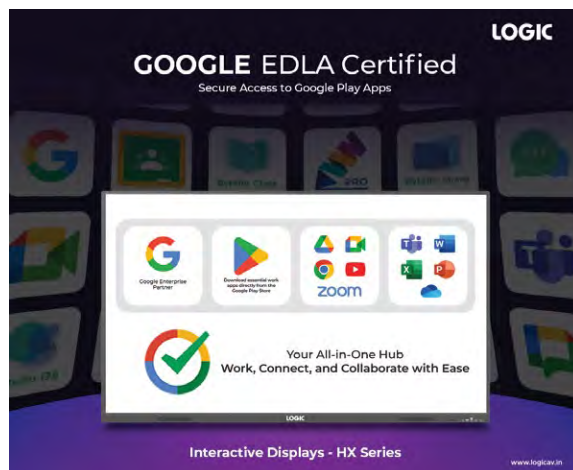 LOGIC
GOOGLE EDLA Certified
Secure Access to Google Play Apps
PRO
Google Enterprise
Partner
Download essential work
apps directly from the
Google Play Store
zoom
T
W
X
P
Your All-in-One Hub
Work, Connect, and Collaborate with Ease
LOGIC
Interactive Displays - HX Series
www.logicav.in